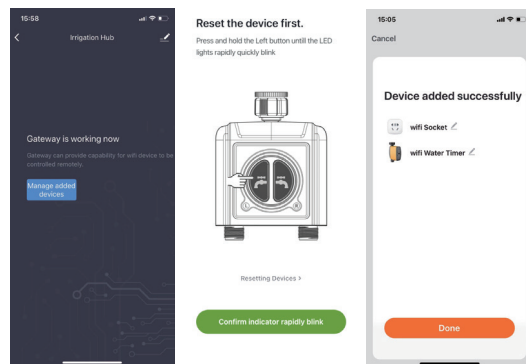 15:58
Irrigation Hub
Gateway is working now
Gateway can provide capability for wifi device to be
controlled remotely.
Manage added
devices
Reset the device first.
Press and hold the Left button untill the LED
lights rapidly quickly blink
L
R
Resetting Devices >
Confirm indicator rapidly blink
15:05
Cancel
Device added successfully
wifi Socket
wifi Water Timer
Done